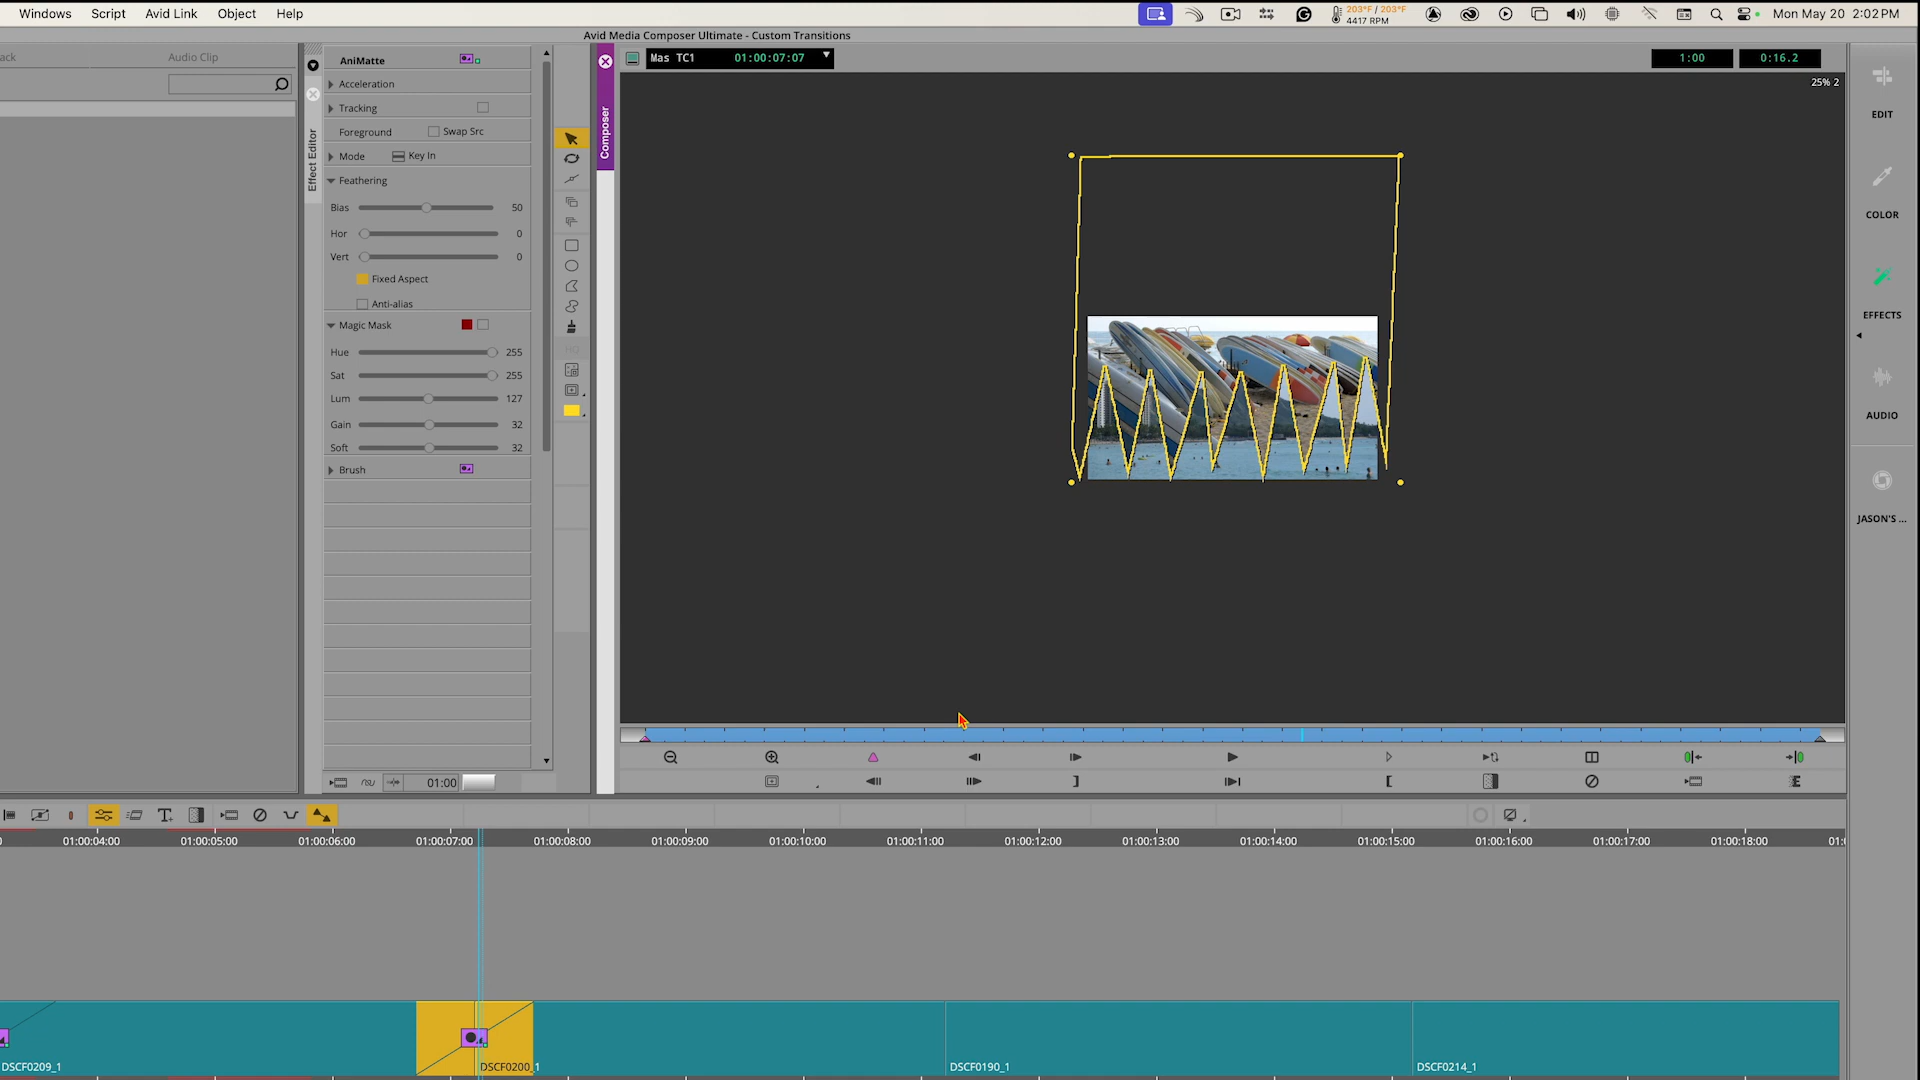 Windows Script Avid Link Object Help
203°F / 203°F
4417 RPM
Mon May 20 2:02 PM
Avid Media Composer Ultimate - Custom Transitions
Audio Clip
Effect Editor
AniMatte
Acceleration
Tracking
Foreground Swap Src
Mode Key In
Feathering
Bias 50
Hor 0
Vert 0
Fixed Aspect
Anti-alias
Magic Mask
Hue 255
Sat 255
Lum 127
Gain 32
Soft 32
Brush
01:00
Composer
Mas TC1 01:00:07:07
1:00 0:16.2
25% 2
EDIT
COLOR
EFFECTS
AUDIO
JASON'S ...
01:00:04:00 01:00:05:00 01:00:06:00 01:00:07:00 01:00:08:00 01:00:09:00 01:00:10:00 01:00:11:00 01:00:12:00 01:00:13:00 01:00:14:00 01:00:15:00 01:00:16:00 01:00:17:00 01:00:18:00
DSCF0209_1 DSCF0200_1 DSCF0190_1 DSCF0214_1